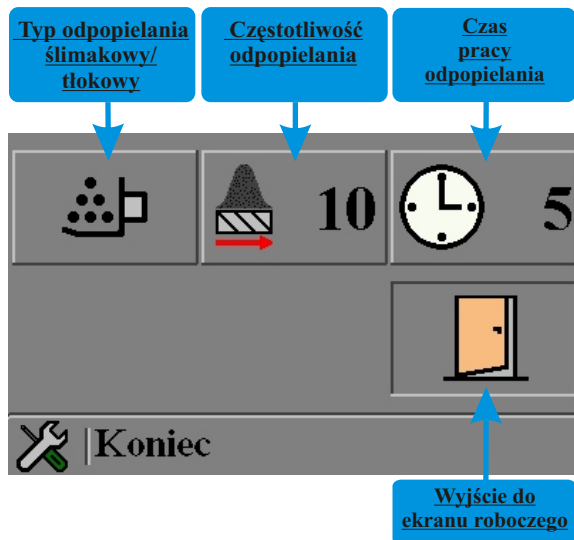 Typ odpopielania
ślimakowy/
tłokowy
Częstotliwość
odpopielania
Czas
pracy
odpopielania
10
5
Koniec
Wyjście do
ekranu roboczego